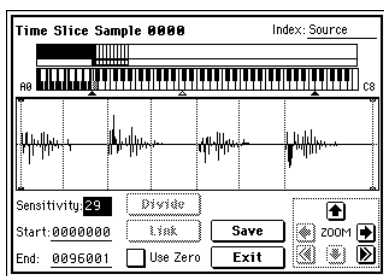 Time Slice Sample 0000 Index: Source
A0 C8
Sensitivity: 29 Divide
Start: 0000000 Link Save ZOOM
End: 0096001 Use Zero Exit